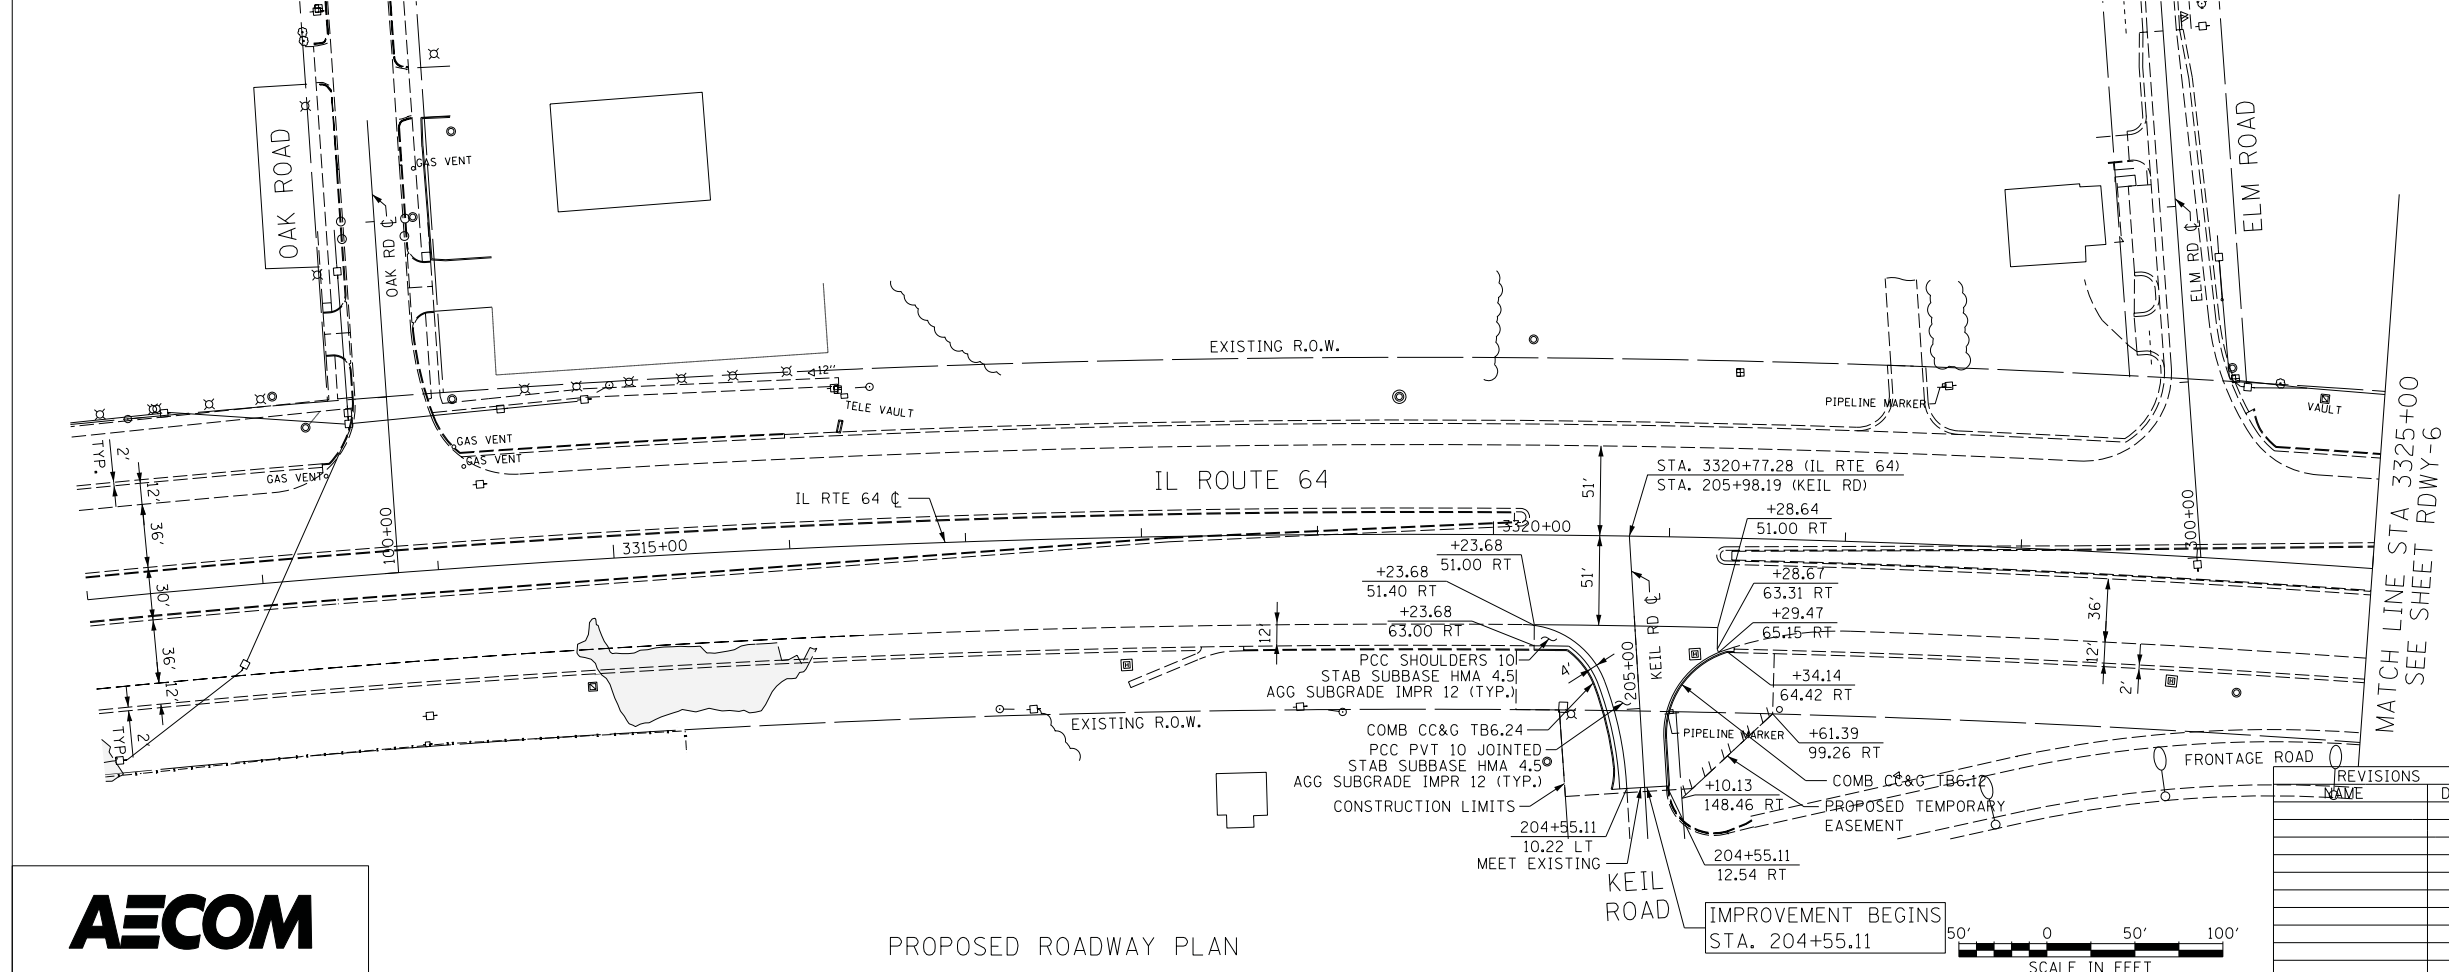 OAK ROAD
GAS VENT
OAK RD ℄
100+00
ELM ROAD
ELM RD ℄
300+00
EXISTING R.O.W.
12"
TELE VAULT
PIPELINE MARKER
VAULT
MATCH LINE STA 3325+00
SEE SHEET RDWY-6
GAS VENT
GAS VENT
GAS VENT
2'
TYP.
12'
36'
30'
36'
12'
2'
TYP.
IL ROUTE 64
IL RTE 64 ℄
3315+00
3320+00
51'
51'
STA. 3320+77.28 (IL RTE 64)
STA. 205+98.19 (KEIL RD)
+28.64
51.00 RT
+23.68
51.00 RT
+23.68
51.40 RT
+23.68
63.00 RT
+28.67
63.31 RT
+29.47
65.15 RT
+34.14
64.42 RT
+61.39
99.26 RT
+10.13
148.46 RT
12'
4'
36'
12'
2'
KEIL RD ℄
205+00
PCC SHOULDERS 10
STAB SUBBASE HMA 4.5
AGG SUBGRADE IMPR 12 (TYP.)
COMB CC&G TB6.24
PCC PVT 10 JOINTED
STAB SUBBASE HMA 4.5
AGG SUBGRADE IMPR 12 (TYP.)
CONSTRUCTION LIMITS
EXISTING R.O.W.
PIPELINE MARKER
COMB CC&G TB6.12
PROPOSED TEMPORARY
EASEMENT
FRONTAGE ROAD
204+55.11
10.22 LT
MEET EXISTING
204+55.11
12.54 RT
KEIL
ROAD
IMPROVEMENT BEGINS
STA. 204+55.11
PROPOSED ROADWAY PLAN
AECOM
50' 0 50' 100'
SCALE IN FEET
REVISIONS
NAME D